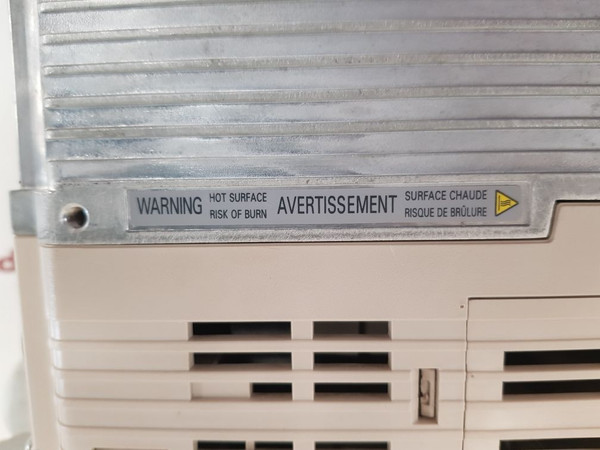 WARNING HOT SURFACE
RISK OF BURN
AVERTISSEMENT SURFACE CHAUDE
RISQUE DE BRÛLURE